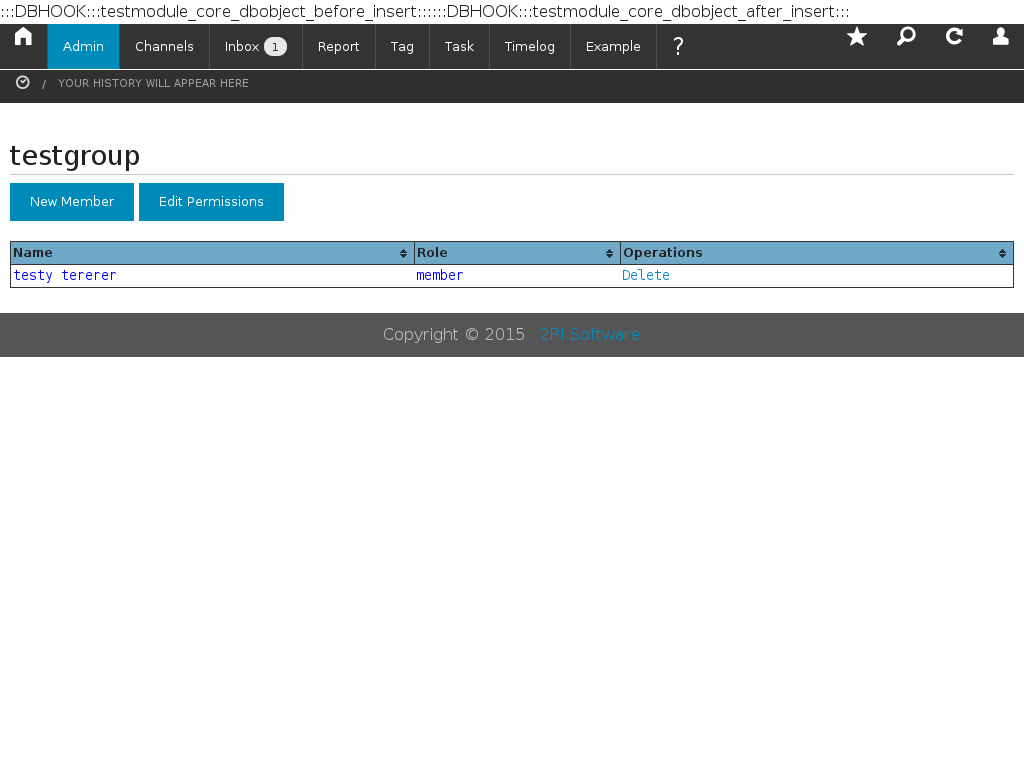 :::DBHOOK:::testmodule_core_dbobject_before_insert::::::DBHOOK:::testmodule_core_dbobject_after_insert:::
Admin Channels Inbox 1 Report Tag Task Timelog Example ?
/ YOUR HISTORY WILL APPEAR HERE
testgroup
New Member Edit Permissions
Name Role Operations
testy tererer member Delete
Copyright © 2015 2PI Software